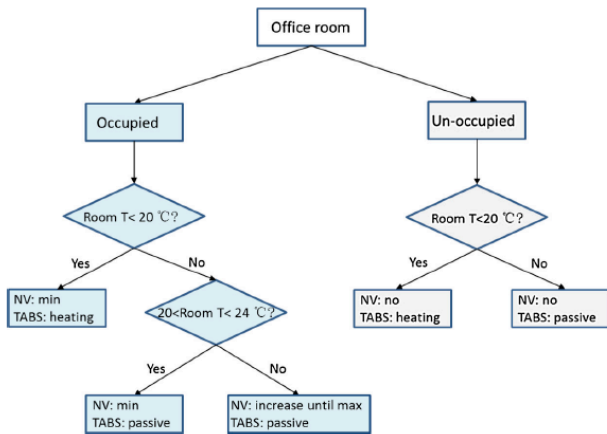 Office room
Occupied
Un-occupied
Room T< 20 ℃?
Room T<20 ℃?
Yes
No
Yes
No
NV: min
TABS: heating
20<Room T< 24 ℃?
NV: no
TABS: heating
NV: no
TABS: passive
Yes
No
NV: min
TABS: passive
NV: increase until max
TABS: passive